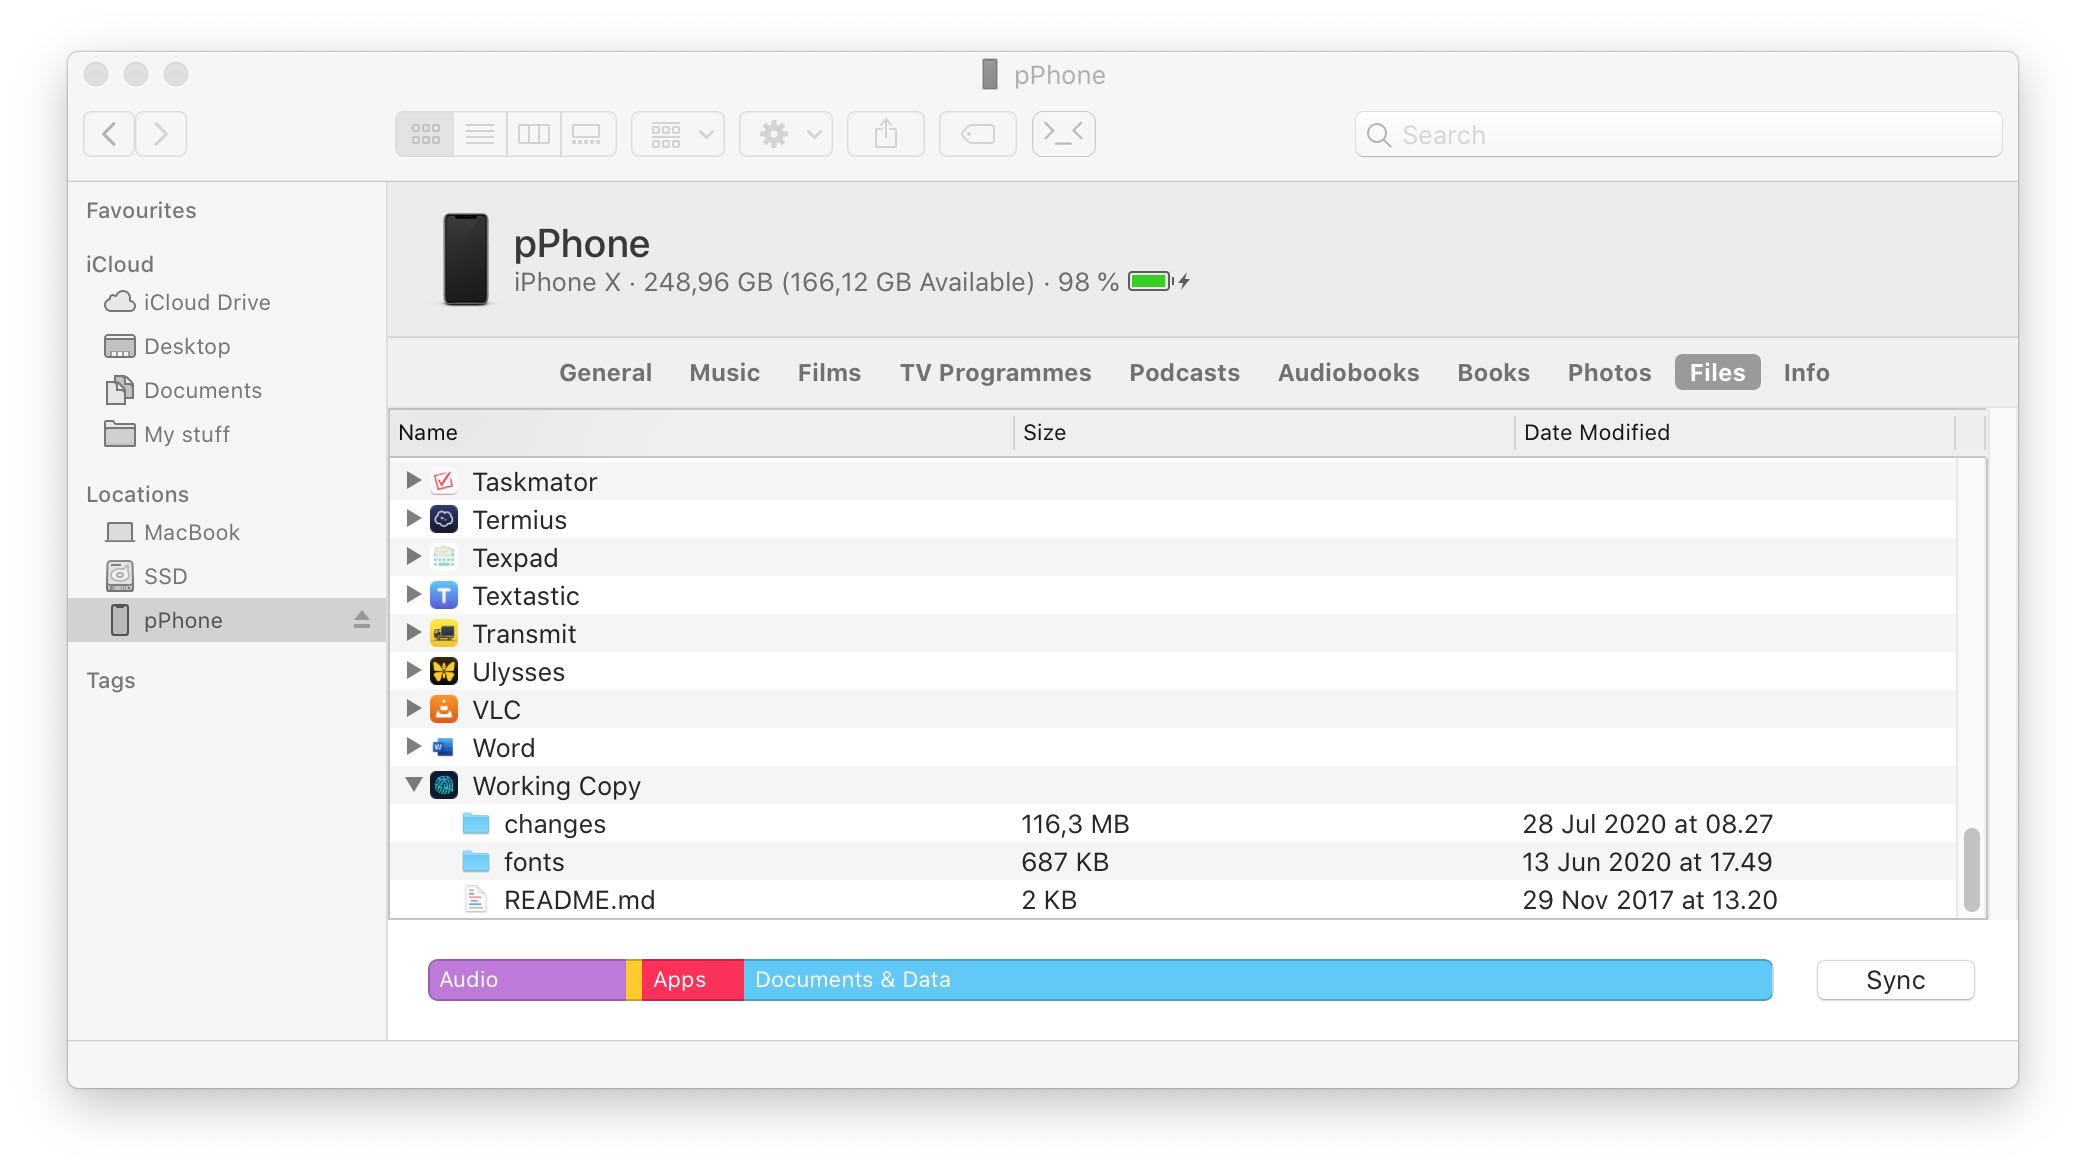 pPhone
Search
Favourites
iCloud
iCloud Drive
Desktop
Documents
My stuff
Locations
MacBook
SSD
pPhone
Tags
pPhone
iPhone X · 248,96 GB (166,12 GB Available) · 98 %
General Music Films TV Programmes Podcasts Audiobooks Books Photos Files Info
Name Size Date Modified
Taskmator
Termius
Texpad
Textastic
Transmit
Ulysses
VLC
Word
Working Copy
changes 116,3 MB 28 Jul 2020 at 08.27
fonts 687 KB 13 Jun 2020 at 17.49
README.md 2 KB 29 Nov 2017 at 13.20
Audio Apps Documents & Data Sync